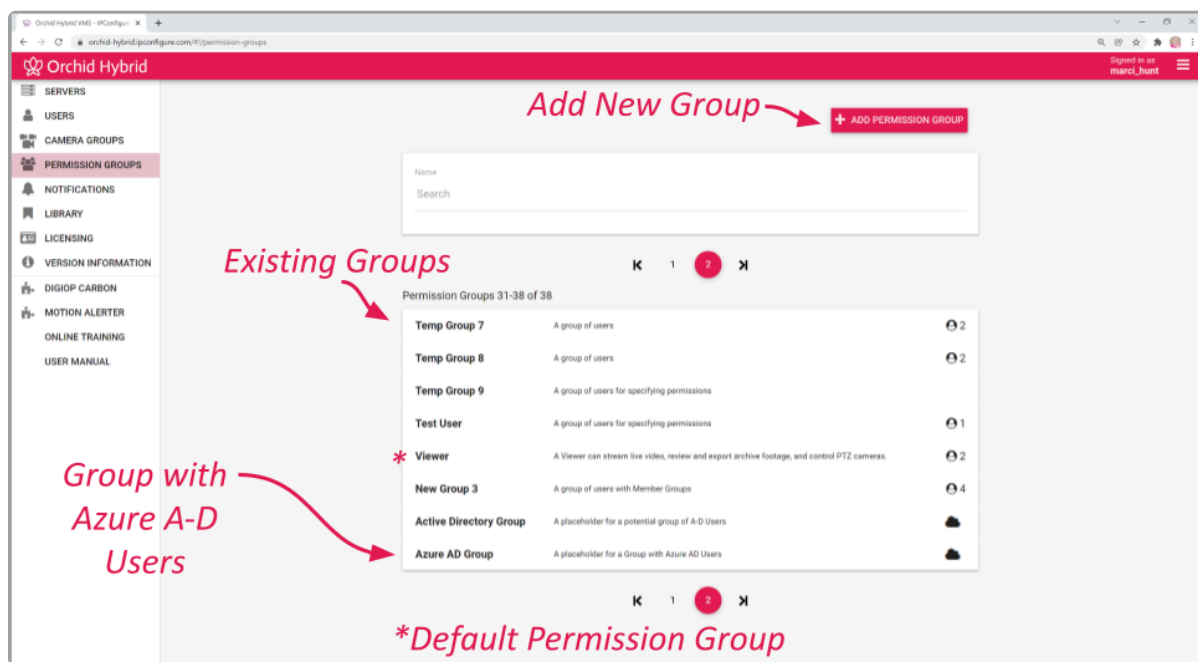 Orchid Hybrid VMS - IPConfigur
orchid-hybrid.ipconfigure.com/#!/permission-groups
Orchid Hybrid
Signed in as
marci_hunt
SERVERS
USERS
CAMERA GROUPS
PERMISSION GROUPS
NOTIFICATIONS
LIBRARY
LICENSING
VERSION INFORMATION
DIGIOP CARBON
MOTION ALERTER
ONLINE TRAINING
USER MANUAL
Add New Group
+ ADD PERMISSION GROUP
Name
Search
Existing Groups
1 2
Permission Groups 31-38 of 38
Temp Group 7 A group of users 2
Temp Group 8 A group of users 2
Temp Group 9 A group of users for specifying permissions
Test User A group of users for specifying permissions 1
* Viewer A Viewer can stream live video, review and export archive footage, and control PTZ cameras. 2
New Group 3 A group of users with Member Groups 4
Active Directory Group A placeholder for a potential group of A-D Users
Azure AD Group A placeholder for a Group with Azure AD Users
Group with
Azure A-D
Users
1 2
*Default Permission Group